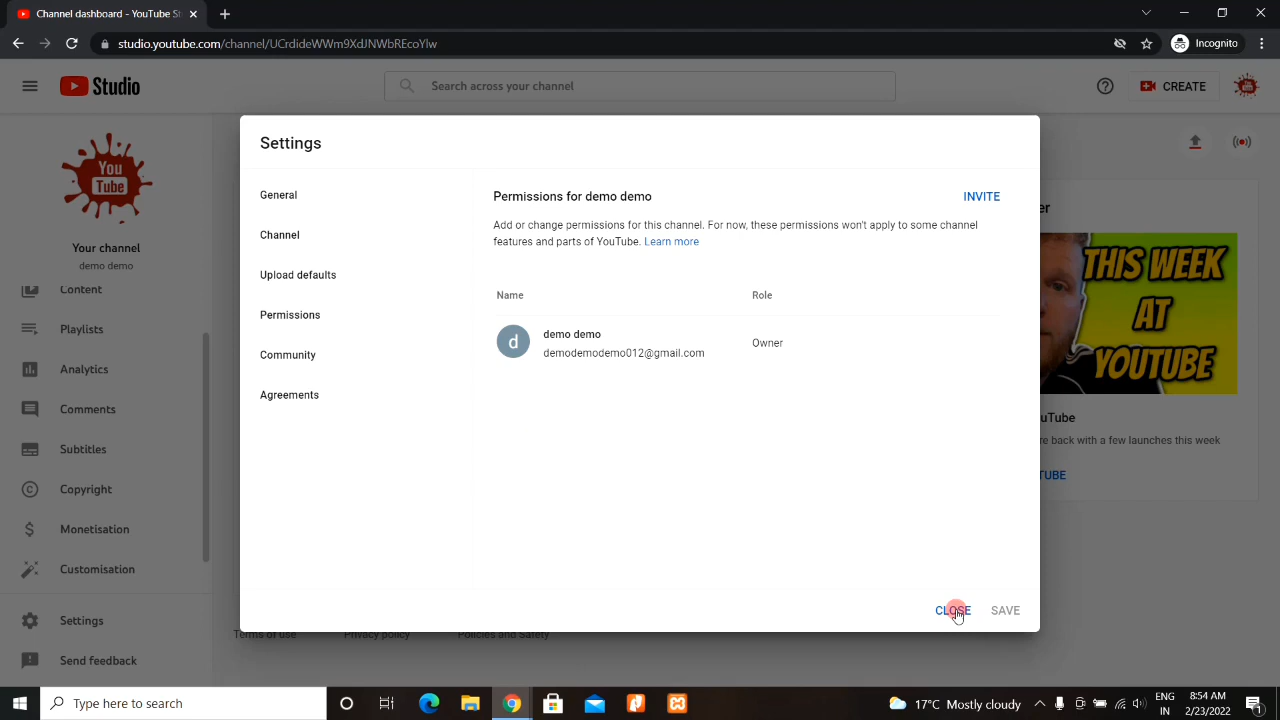 Channel dashboard - YouTube St
studio.youtube.com/channel/UCrdideWWm9XdJNWbREcoYlw
Incognito
Studio
Search across your channel
CREATE
You
Tube
Your channel
demo demo
Content
Playlists
Analytics
Comments
Subtitles
Copyright
Monetisation
Customisation
Settings
Send feedback
Settings
General
Channel
Upload defaults
Permissions
Community
Agreements
Permissions for demo demo
INVITE
Add or change permissions for this channel. For now, these permissions won't apply to some channel
features and parts of YouTube. Learn more
Name
Role
d
demo demo
demodemodemo012@gmail.com
Owner
CLOSE
SAVE
er
THIS WEEK
AT
YOUTUBE
uTube
re back with a few launches this week
TUBE
Terms of use
Privacy policy
Policies and Safety
Type here to search
17°C Mostly cloudy
ENG
IN
8:54 AM
2/23/2022
1